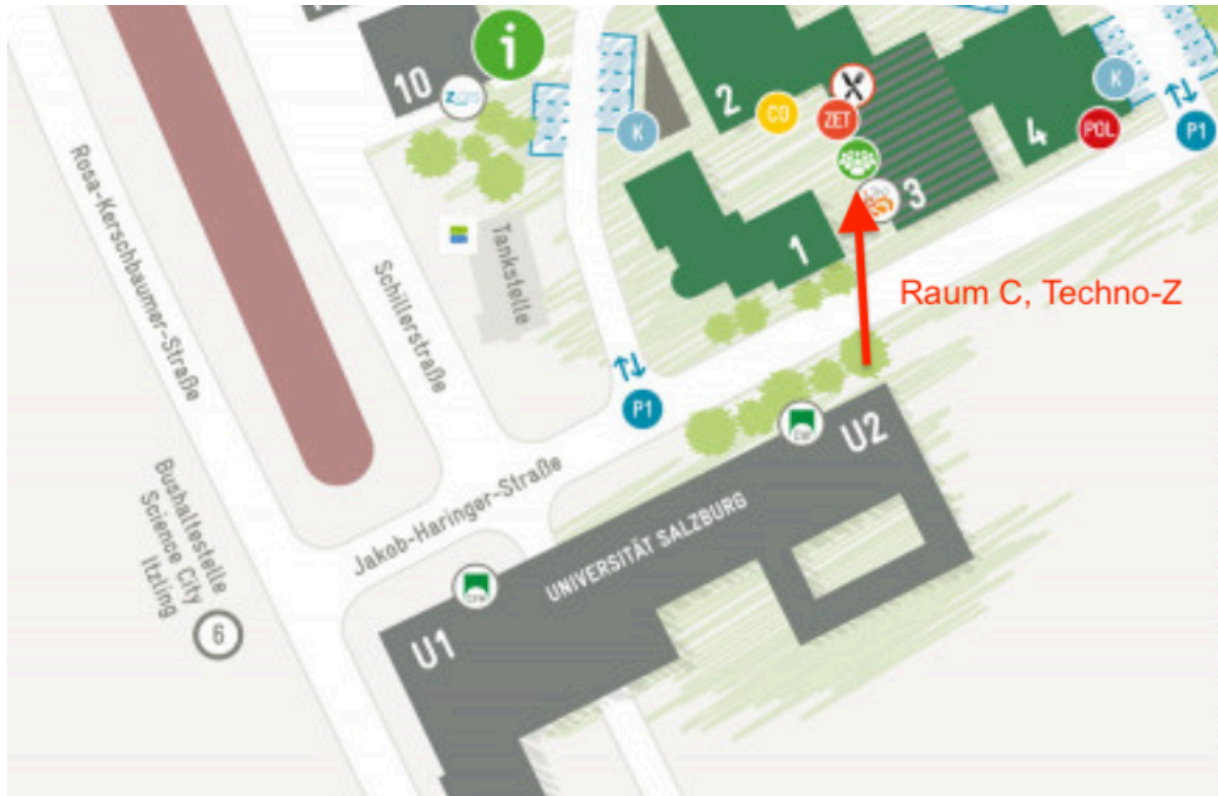 i
10
2
K
CO
ZET
K
4
POL
P1
3
1
Rosa-Kerschbaumer-Straße
Schillerstraße
Tankstelle
Raum C, Techno-Z
P1
U2
Jakob-Haringer-Straße
UNIVERSITÄT SALZBURG
Bushaltestelle
Science City
Itzling
6
U1